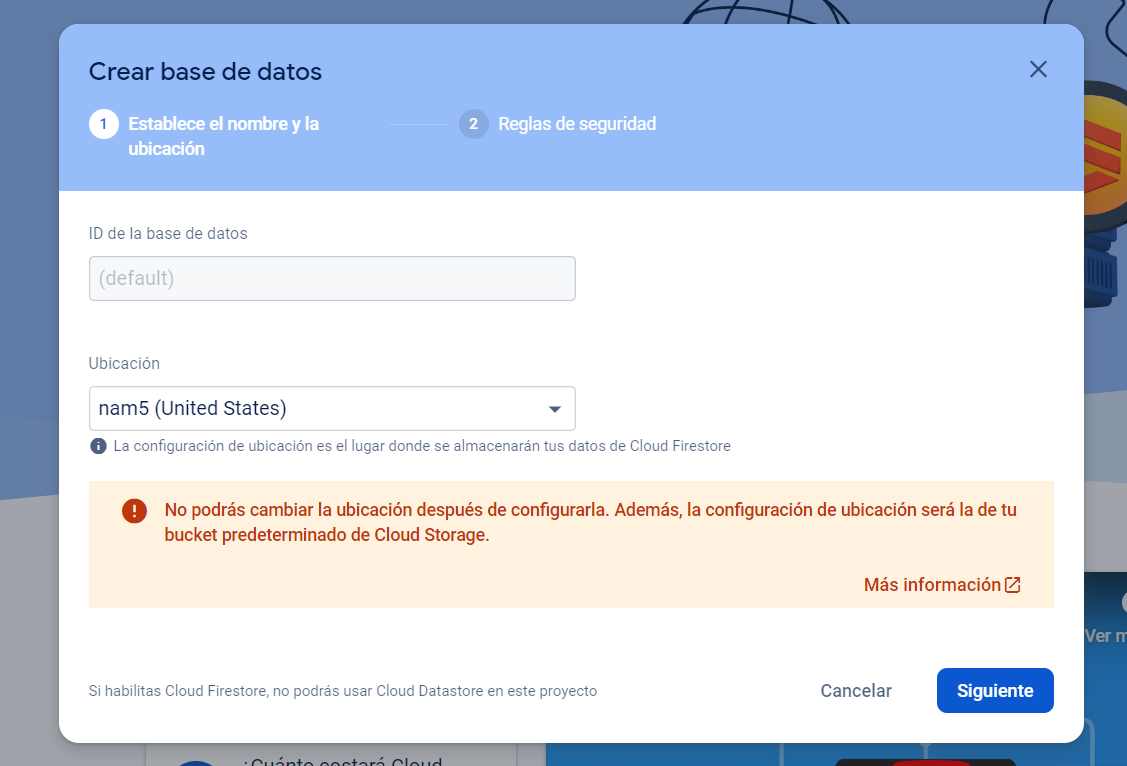 Crear base de datos
1 Establece el nombre y la
ubicación
2 Reglas de seguridad
ID de la base de datos
(default)
Ubicación
nam5 (United States)
La configuración de ubicación es el lugar donde se almacenarán tus datos de Cloud Firestore
No podrás cambiar la ubicación después de configurarla. Además, la configuración de ubicación será la de tu
bucket predeterminado de Cloud Storage.
Más información
Ver m
Si habilitas Cloud Firestore, no podrás usar Cloud Datastore en este proyecto
Cancelar
Siguiente
¿Cuánto costará Cloud